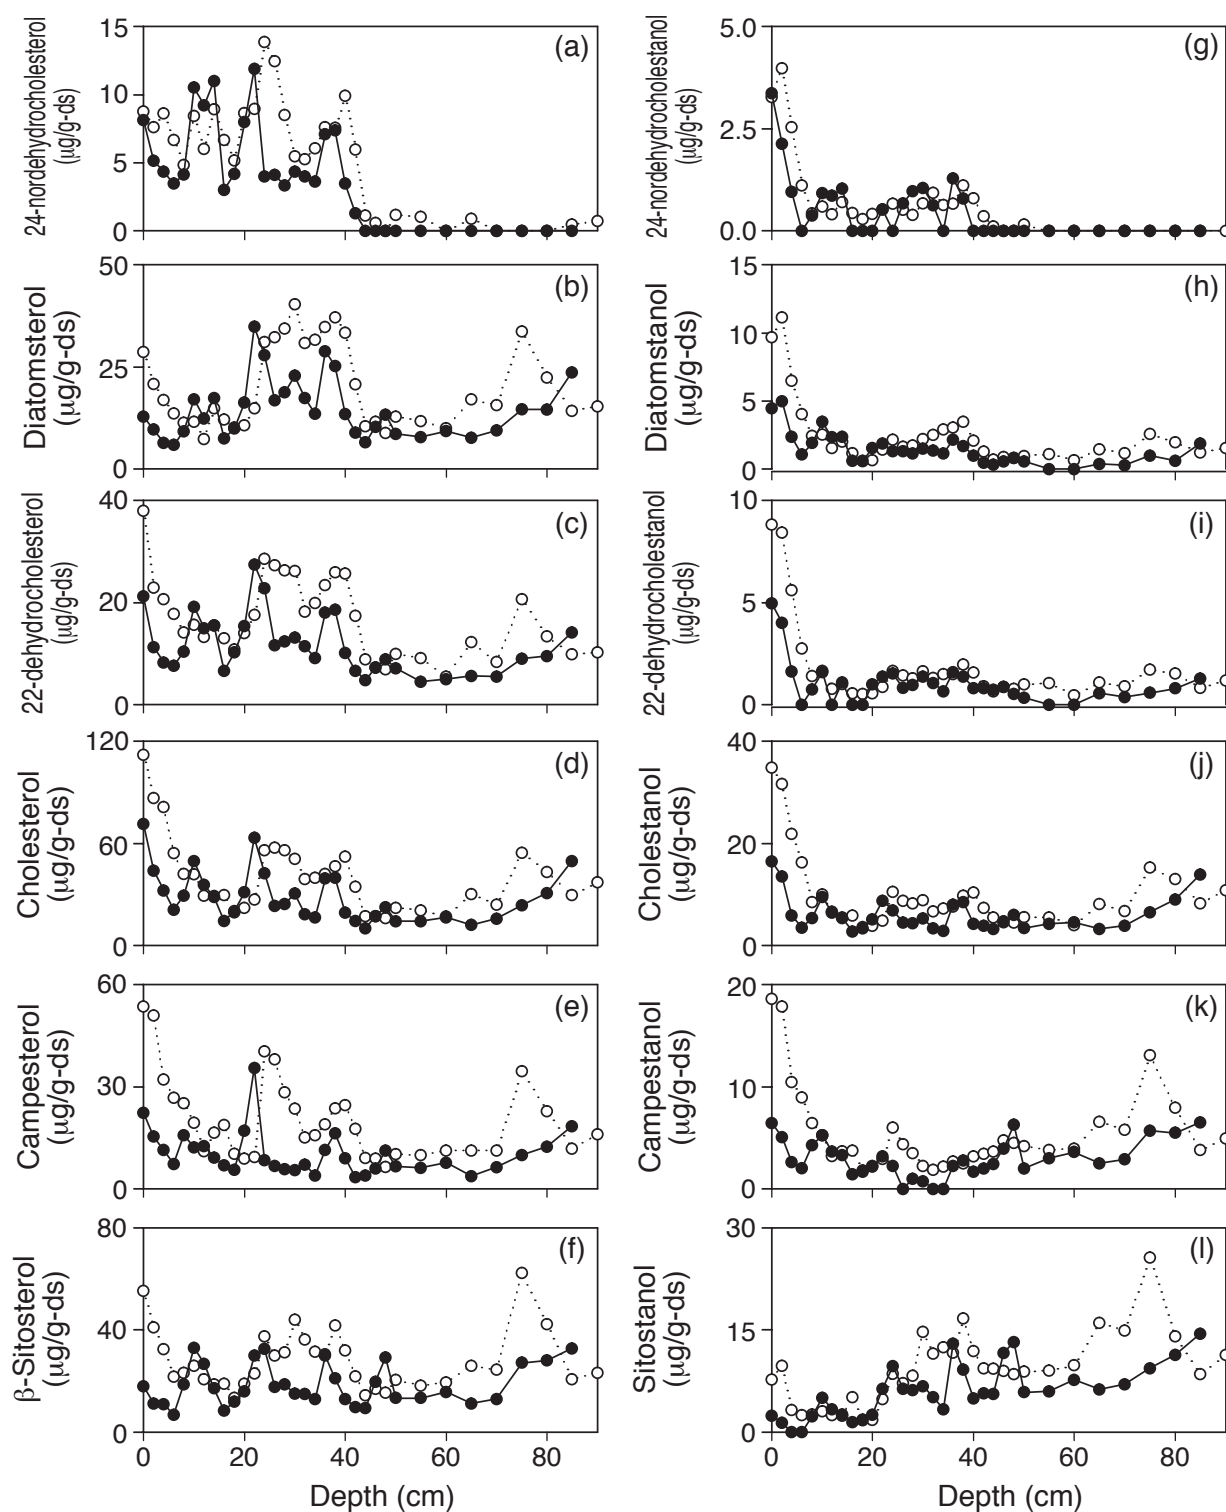 24-nordehydrocholesterol
(μg/g-ds)
15
10
5
0
(a)
24-nordehydrocholestanol
(μg/g-ds)
5.0
2.5
0.0
(g)
Diatomsterol
(μg/g-ds)
50
25
0
(b)
Diatomstanol
(μg/g-ds)
15
10
5
0
(h)
22-dehydrocholesterol
(μg/g-ds)
40
20
0
(c)
22-dehydrocholestanol
(μg/g-ds)
10
5
0
(i)
Cholesterol
(μg/g-ds)
120
60
0
(d)
Cholestanol
(μg/g-ds)
40
20
0
(j)
Campesterol
(μg/g-ds)
60
30
0
(e)
Campestanol
(μg/g-ds)
20
10
0
(k)
β-Sitosterol
(μg/g-ds)
80
40
0
(f)
0 20 40 60 80
Depth (cm)
Sitostanol
(μg/g-ds)
30
15
0
(l)
0 20 40 60 80
Depth (cm)